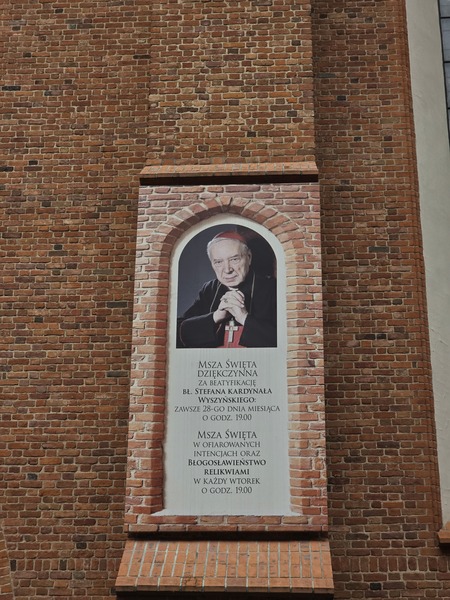 Msza Święta
dziękczynna
za beatyfikację
bł. Stefana Kardynała
Wyszyńskiego:
zawsze 28-go dnia miesiąca
o godz. 19.00
Msza Święta
w ofiarowanych
intencjach oraz
Błogosławieństwo
relikwiami
w każdy wtorek
o godz. 19.00